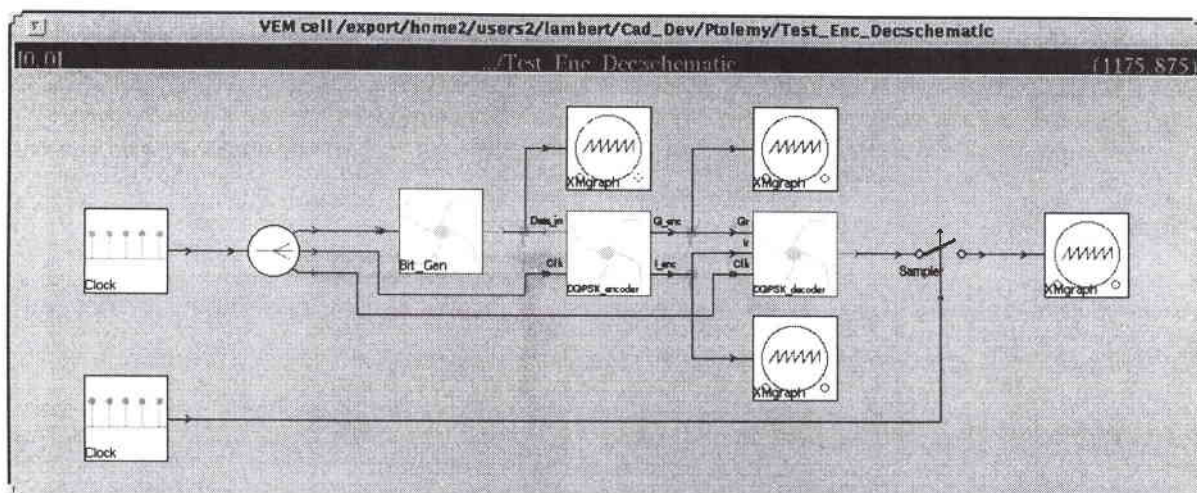 VEM cell /export/home2/users2/lambert/Cad_Dev/Ptolemy/Test_Enc_Dec:schematic
[0,0] ../Test_Enc_Dec:schematic (1175,875)
XMgraph XMgraph
Data_in Q_enc Qr
Ir
Clock Bit_Gen Clk I_enc Clk Sampler
DQPSK_encoder DQPSK_decoder XMgraph
XMgraph
Clock